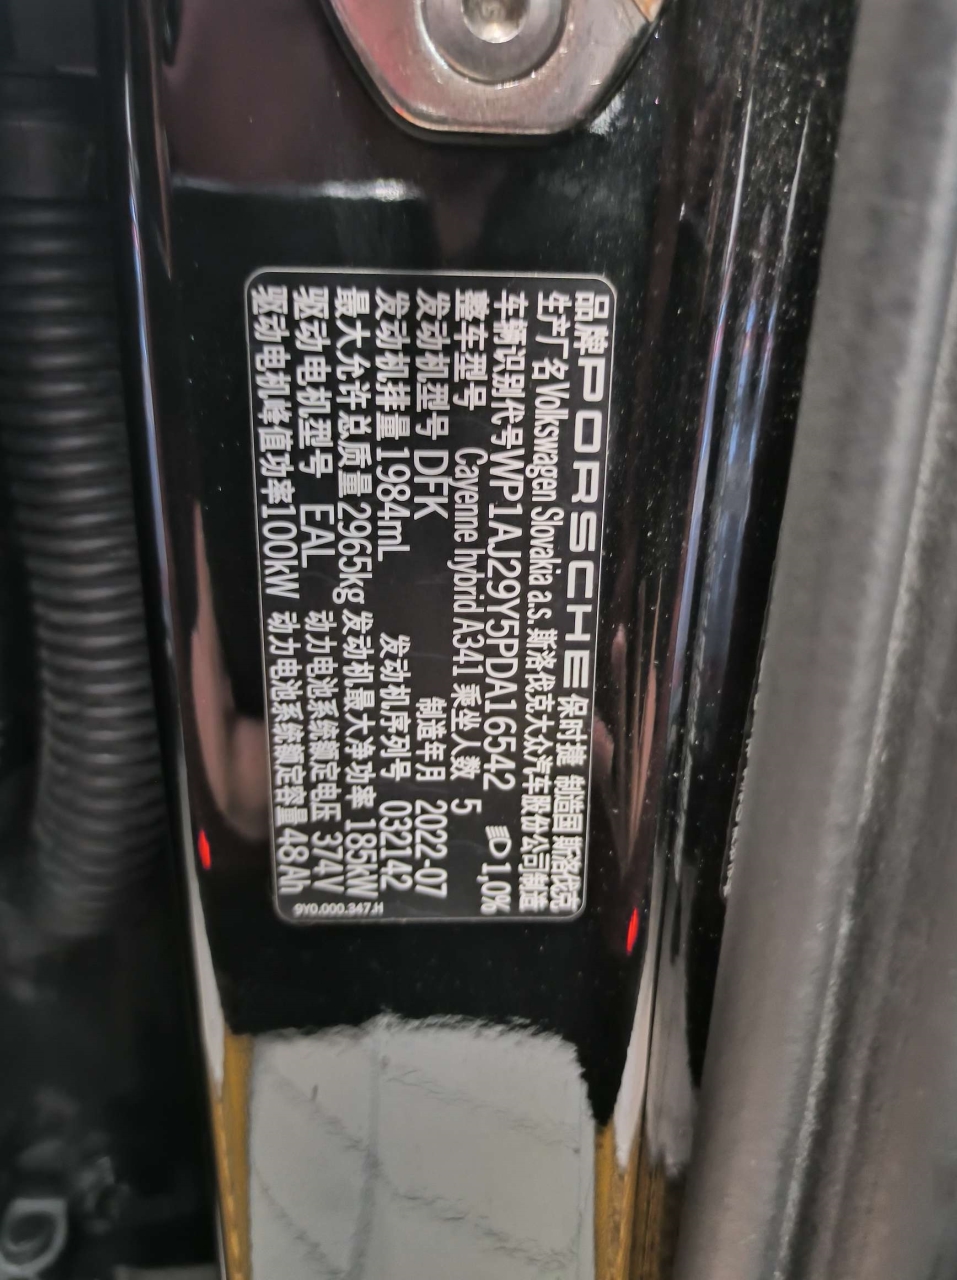 品牌PORSCHE保时捷 制造国 斯洛伐克
生产厂名Volkswagen Slovakia a.s.斯洛伐克大众汽车股份公司制造
车辆识别代号WP1AJ29Y5PDA16542 1,0%
整车型号 Cayenne hybrid A341 乘坐人数 5
发动机型号 DFK 制造年月 2022-07
发动机排量 1984mL 发动机序列号 032142
最大允许总质量 2965kg 发动机最大净功率 185kW
驱动电机型号 EAL 动力电池系统额定电压 374V
驱动电机峰值功率100kW 动力电池系统额定容量48Ah
9Y0.000.347.H